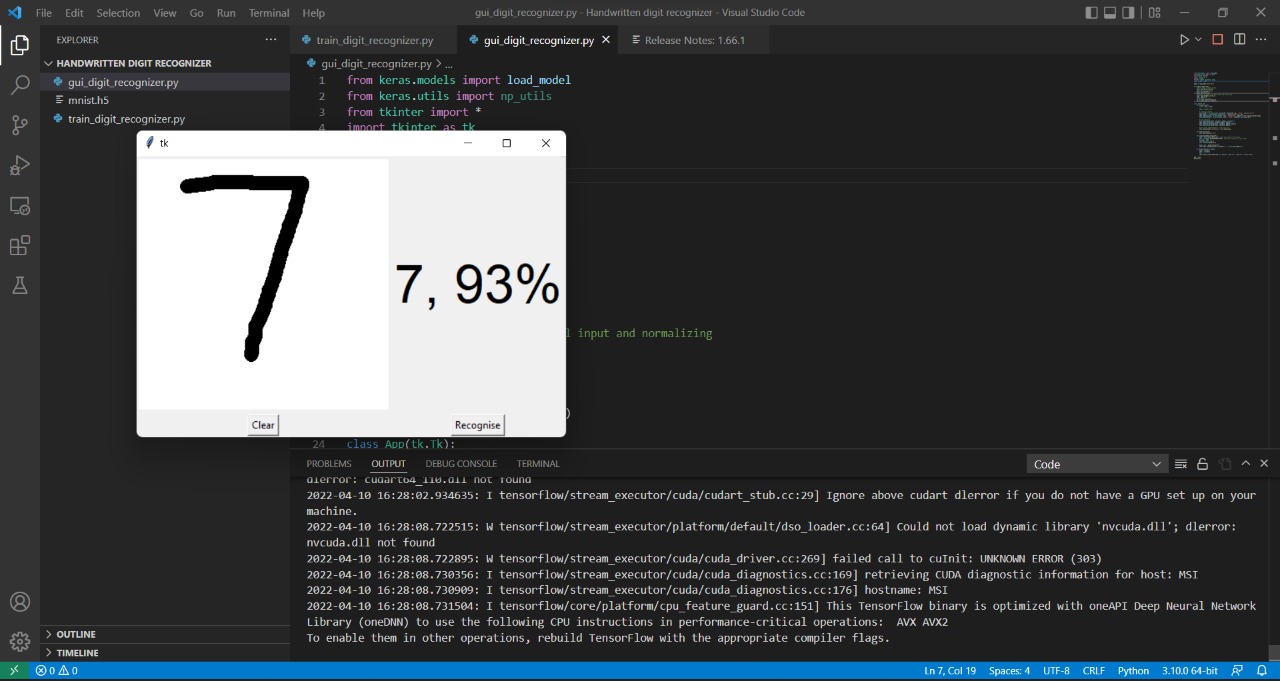 File Edit Selection View Go Run Terminal Help
gui_digit_recognizer.py - Handwritten digit recognizer - Visual Studio Code
EXPLORER
HANDWRITTEN DIGIT RECOGNIZER
gui_digit_recognizer.py
mnist.h5
train_digit_recognizer.py
train_digit_recognizer.py
gui_digit_recognizer.py
Release Notes: 1.66.1
gui_digit_recognizer.py > ...
1 from keras.models import load_model
2 from keras.utils import np_utils
3 from tkinter import *
4 import tkinter as tk
tk
7
7, 93%
Clear
Recognise
l input and normalizing
)
24 class App(tk.Tk):
PROBLEMS OUTPUT DEBUG CONSOLE TERMINAL
Code
dlerror: cudart64_110.dll not found
2022-04-10 16:28:02.934635: I tensorflow/stream_executor/cuda/cudart_stub.cc:29] Ignore above cudart dlerror if you do not have a GPU set up on your
machine.
2022-04-10 16:28:08.722515: W tensorflow/stream_executor/platform/default/dso_loader.cc:64] Could not load dynamic library 'nvcuda.dll'; dlerror:
nvcuda.dll not found
2022-04-10 16:28:08.722895: W tensorflow/stream_executor/cuda/cuda_driver.cc:269] failed call to cuInit: UNKNOWN ERROR (303)
2022-04-10 16:28:08.730356: I tensorflow/stream_executor/cuda/cuda_diagnostics.cc:169] retrieving CUDA diagnostic information for host: MSI
2022-04-10 16:28:08.730909: I tensorflow/stream_executor/cuda/cuda_diagnostics.cc:176] hostname: MSI
2022-04-10 16:28:08.731504: I tensorflow/core/platform/cpu_feature_guard.cc:151] This TensorFlow binary is optimized with oneAPI Deep Neural Network
Library (oneDNN) to use the following CPU instructions in performance-critical operations:  AVX AVX2
To enable them in other operations, rebuild TensorFlow with the appropriate compiler flags.
OUTLINE
TIMELINE
0 0
Ln 7, Col 19 Spaces: 4 UTF-8 CRLF Python 3.10.0 64-bit